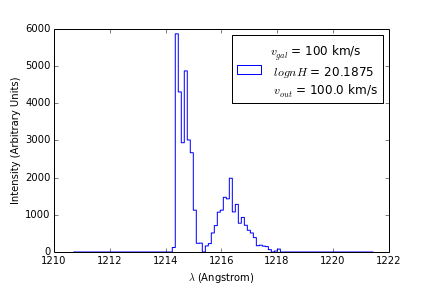 6000
5000
4000
3000
2000
1000
0
Intensity (Arbitrary Units)
v_gal = 100 km/s
lognH = 20.1875
v_out = 100.0 km/s
1210 1212 1214 1216 1218 1220 1222
λ (Angstrom)